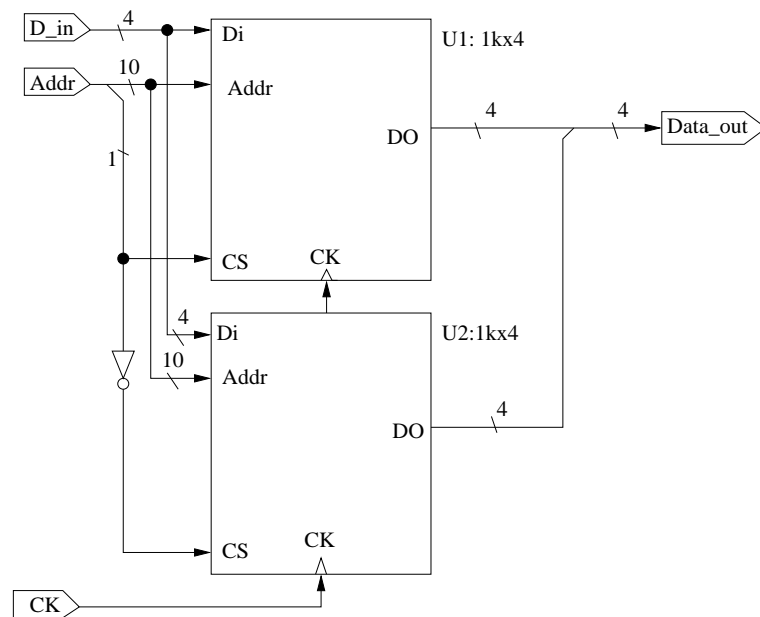 D_in
4
Di
U1: 1kx4
Addr
10
Addr
4
4
DO
Data_out
1
CS
CK
4
Di
U2:1kx4
10
Addr
4
DO
CS
CK
CK